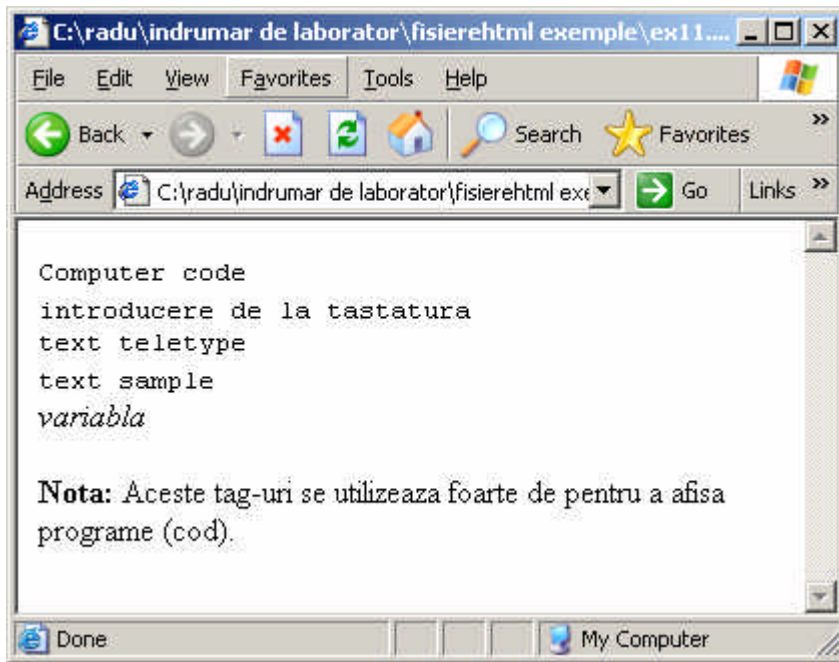 C:\radu\indrumar de laborator\fisierehtml exemple\ex11....
File Edit View Favorites Tools Help
Back Search Favorites »
Address C:\radu\indrumar de laborator\fisierehtml exe Go Links »
Computer code
introducere de la tastatura
text teletype
text sample
variabla
Nota: Aceste tag-uri se utilizeaza foarte de pentru a afisa
programe (cod).
Done My Computer